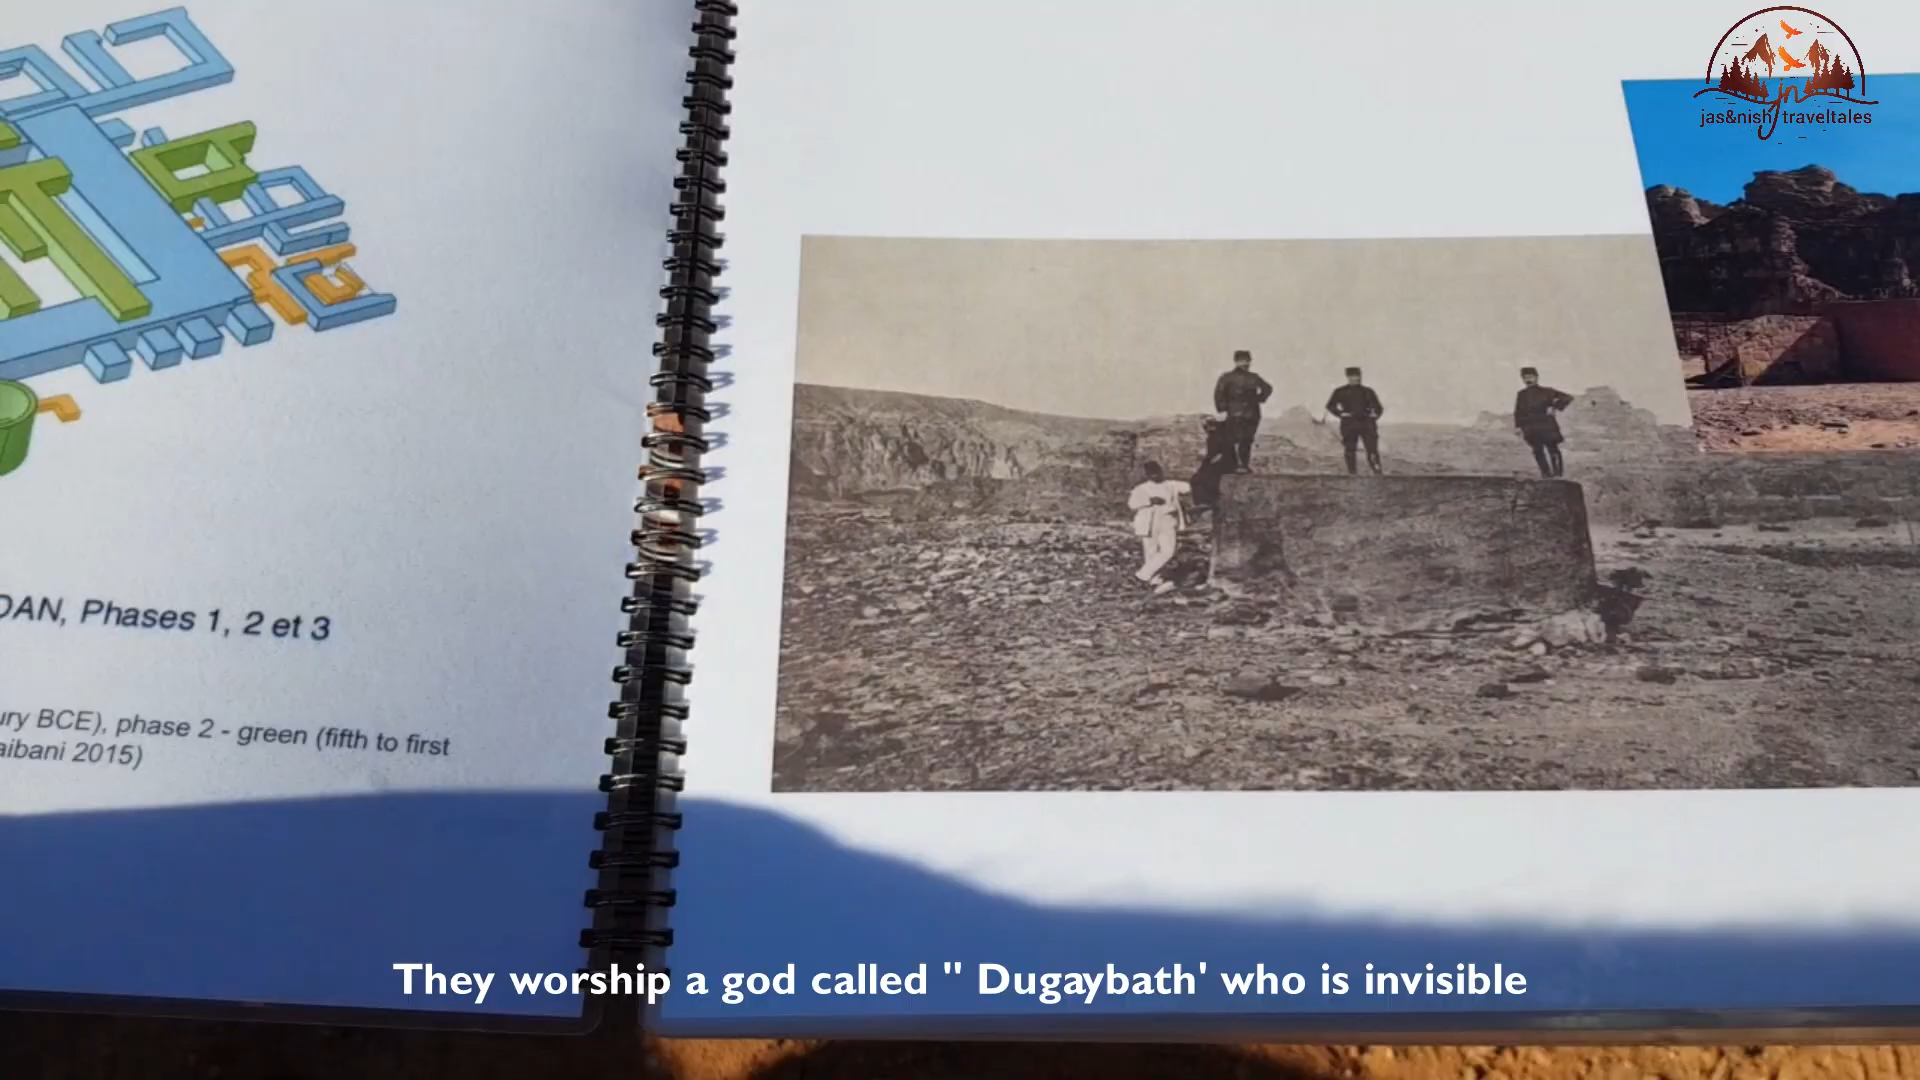 jas&nish traveltales
DAN, Phases 1, 2 et 3
ury BCE), phase 2 - green (fifth to first
aibani 2015)
They worship a god called " Dugaybath' who is invisible